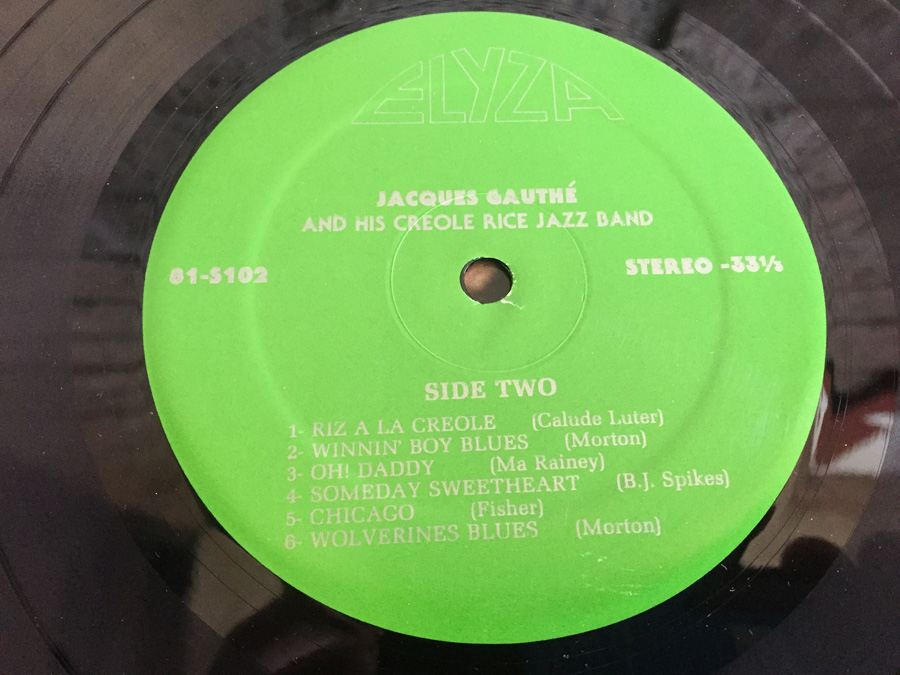 ELYZA
JACQUES GAUTHÉ
AND HIS CREOLE RICE JAZZ BAND
81-S102 STEREO -33⅓
SIDE TWO
1- RIZ A LA CREOLE (Calude Luter)
2- WINNIN' BOY BLUES (Morton)
3- OH! DADDY (Ma Rainey)
4- SOMEDAY SWEETHEART (B.J. Spikes)
5- CHICAGO (Fisher)
6- WOLVERINES BLUES (Morton)